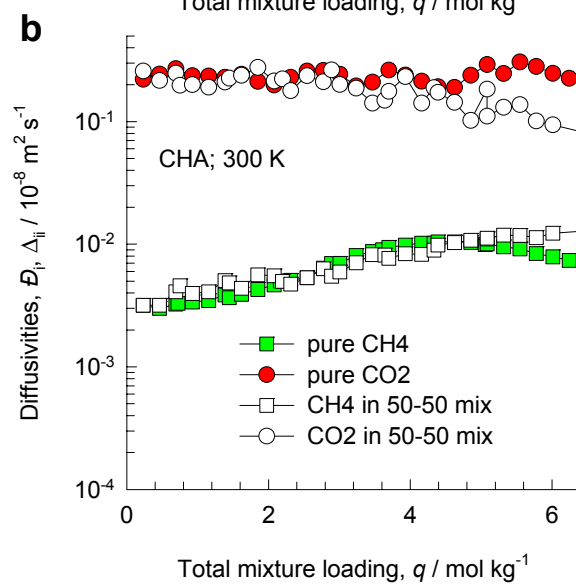 Total mixture loading, q / mol kg
b
Diffusivities, Đi, Δii / 10-8 m2 s-1
10-1
10-2
10-3
10-4
CHA; 300 K
pure CH4
pure CO2
CH4 in 50-50 mix
CO2 in 50-50 mix
0
2
4
6
Total mixture loading, q / mol kg-1